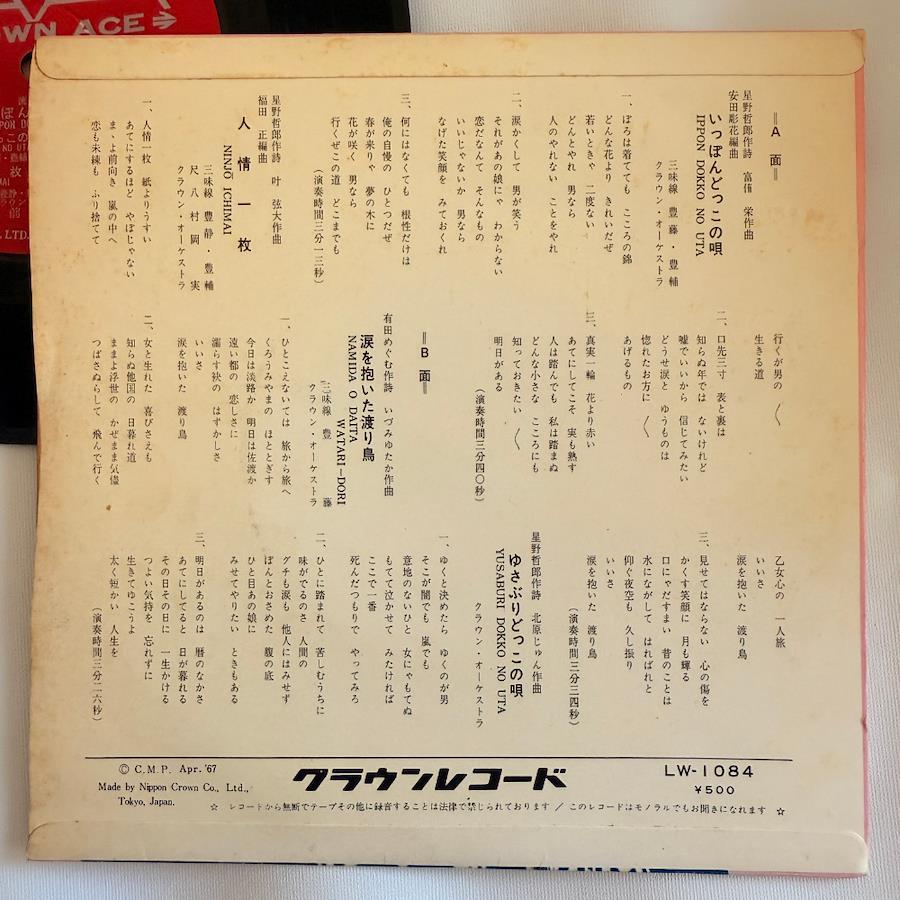 ═A 面═
星野哲郎作詩 富侕 栄作曲
安田彫花編曲
いっぽんどっこの唄
IPPON DOKKO NO UTA
三味線 豊藤・豊輔
クラウン・オーケストラ
一、ぼろは着てても こころの錦
どんな花より きれいだぜ
若いときゃ 二度ない
どんとやれ 男なら
人のやれない ことをやれ
二、涙かくして 男が笑う
それがあの娘にゃ わからない
恋だなんて そんなもの
いいじゃないか 男なら
なげた笑顔を みておくれ
三、何にはなくても 根性だけは
俺の自慢の ひとつだぜ
春が来りゃ 夢の木に
花が咲く 男なら
行くぜこの道 どこまでも
(演奏時間三分一三秒)
星野哲郎作詩 叶 弦大作曲
福田 正編曲
人情一枚
NINJŌ ICHIMAI
三味線 豊静・豊輔
尺八 村岡 実
クラウン・オーケストラ
一、人情一枚 紙よりうすい
あてにするほど やぼじゃない
まゝよ前向き 嵐の中へ
恋も未練も ふり捨てて
行くが男の 〱
生きる道
二、口先三寸 表と裏は
知らぬ年では ないけれど
嘘でいいから 信じてみたい
どうせ涙と ゆうものは
惚れたお方に 〱
あげるもの
三、真実一輪 花より赤い
あてにしてこそ 実も熟す
人は踏んでも 私は踏まぬ
どんな小さな こころにも
知っておきたい 〱
明日がある
(演奏時間三分四〇秒)
═B 面═
有田めぐむ作詩 いづみゆたか作曲
涙を抱いた渡り鳥
NAMIDA O DAITA
WATARI-DORI
三味線 豊 藤
クラウン・オーケストラ
一、ひとこえないては 旅から旅へ
くろうみやまの ほととぎす
今日は淡路か 明日は佐渡か
遠い都の 恋しさに
濡らす袂の はずかしさ
いいさ
涙を抱いた 渡り鳥
二、女と生れた 喜びさえも
知らぬ他国の 日暮れ道
ままよ浮世の かぜまま気儘
つばさぬらして 飛んで行く
乙女心の 一人旅
いいさ
涙を抱いた 渡り鳥
三、見せてはならない 心の傷を
かくす笑顔に 月も輝る
口にゃだすまい 昔のことは
水にながして はればれと
仰ぐ夜空も 久し振り
いいさ
涙を抱いた 渡り鳥
(演奏時間三分三四秒)
星野哲郎作詩 北原じゅん作曲
ゆさぶりどっこの唄
YUSABURI DOKKO NO UTA
クラウン・オーケストラ
一、ゆくと決めたら ゆくのが男
そこが闇でも 嵐でも
意地のないひと 女にゃもてぬ
もてて泣かせて みたければ
ここで一番
死んだつもりで やってみろ
二、ひとに踏まれて 苦しむうちに
味がでるのさ 人間の
グチも涙も 他人にはみせず
ぽんとおさめた 腹の底
ひと目あの娘に
みせてやりたい ときもある
三、明日があるのは 暦のなかさ
あてにしてると 日が暮れる
その日その日に 一生かける
つよい気持を 忘れずに
生きてゆこうよ
太く短かい 人生を
(演奏時間三分二六秒)
© C.M.P. Apr. '67
Made by Nippon Crown Co., Ltd.,
Tokyo, Japan.
クラウンレコード
LW-1084
¥500
☆ レコードから無断でテープその他に録音することは法律で禁じられております / このレコードはモノラルでもお聞きになれます ☆
OWN ACE